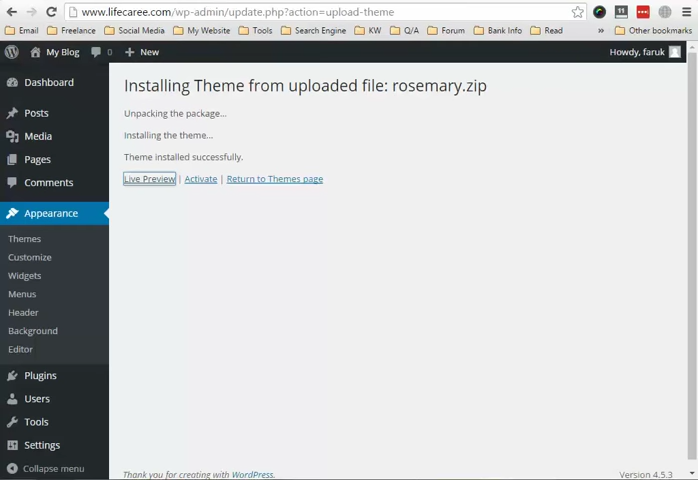 www.lifecaree.com/wp-admin/update.php?action=upload-theme
Email Freelance Social Media My Website Tools Search Engine KW Q/A Forum Bank Info Read » Other bookmarks
My Blog 0 + New Howdy, faruk
Dashboard
Posts
Media
Pages
Comments
Appearance
Themes
Customize
Widgets
Menus
Header
Background
Editor
Plugins
Users
Tools
Settings
Collapse menu
Installing Theme from uploaded file: rosemary.zip
Unpacking the package...
Installing the theme...
Theme installed successfully.
Live Preview | Activate | Return to Themes page
Thank you for creating with WordPress. Version 4.5.3